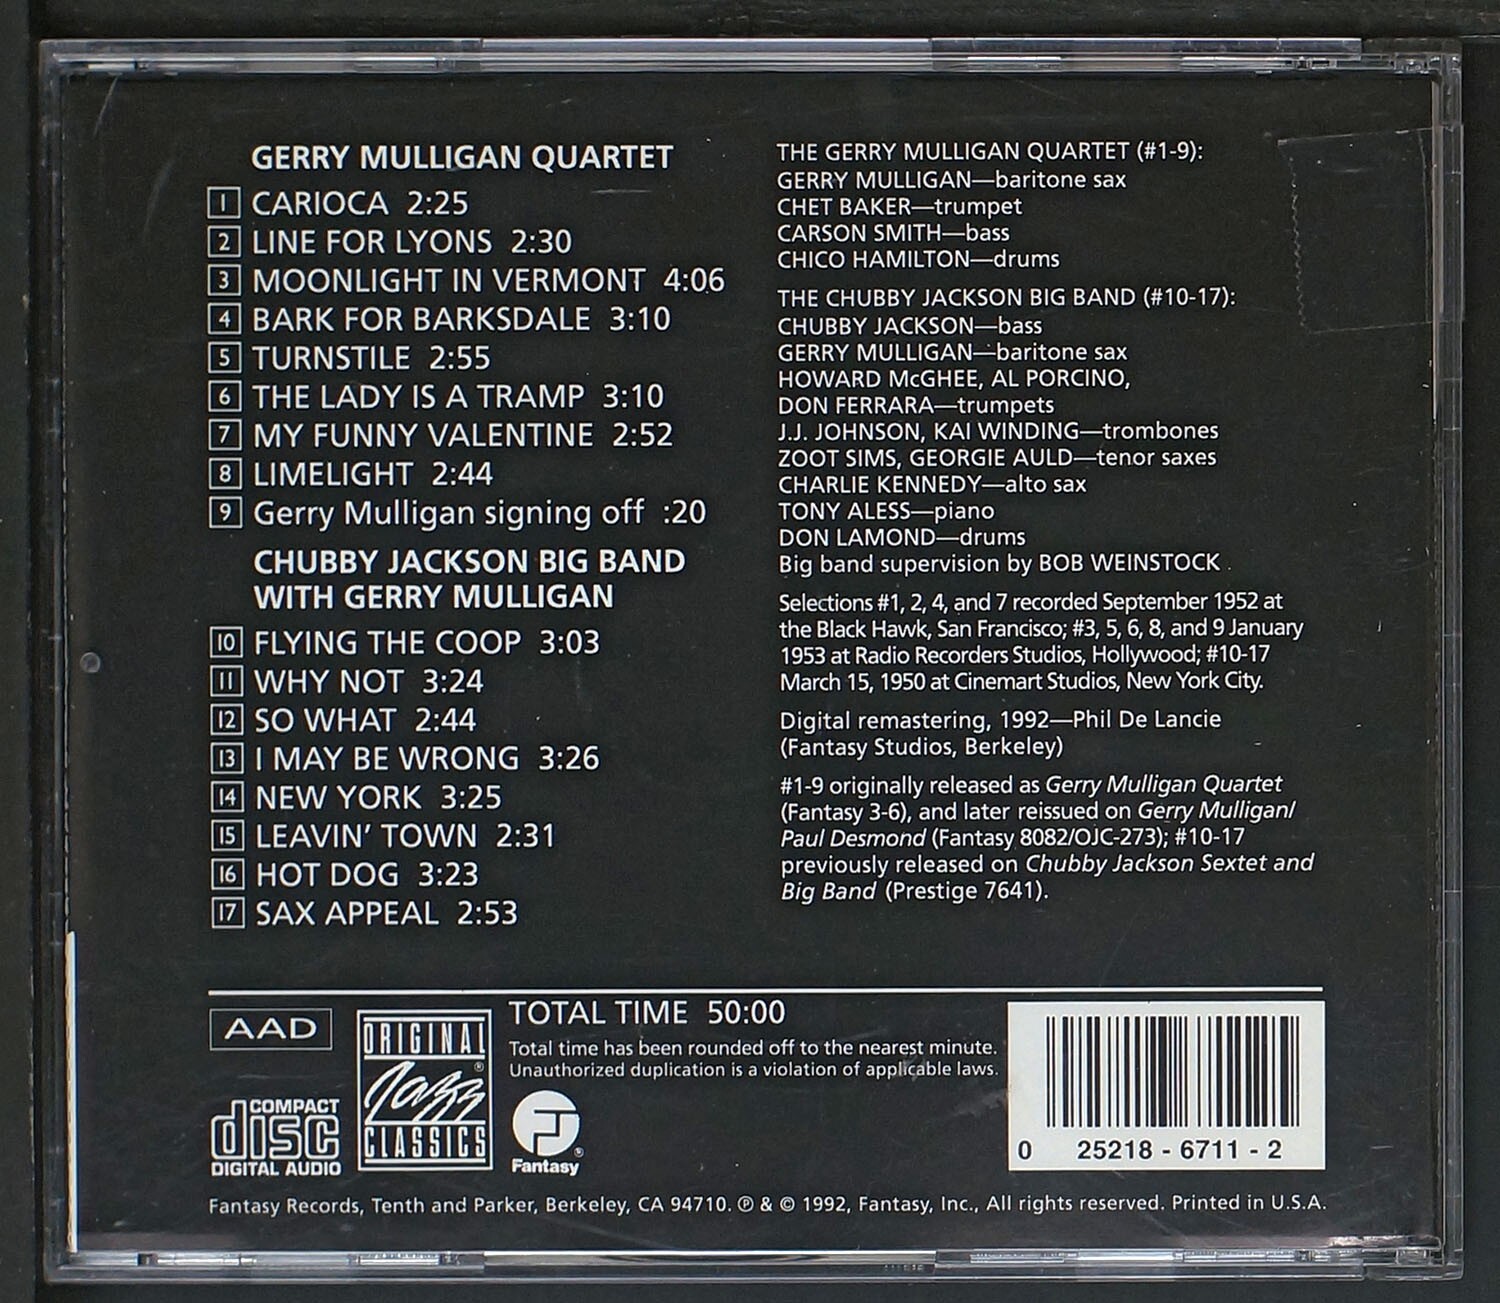 GERRY MULLIGAN QUARTET
1 CARIOCA 2:25
2 LINE FOR LYONS 2:30
3 MOONLIGHT IN VERMONT 4:06
4 BARK FOR BARKSDALE 3:10
5 TURNSTILE 2:55
6 THE LADY IS A TRAMP 3:10
7 MY FUNNY VALENTINE 2:52
8 LIMELIGHT 2:44
9 Gerry Mulligan signing off :20
CHUBBY JACKSON BIG BAND
WITH GERRY MULLIGAN
10 FLYING THE COOP 3:03
11 WHY NOT 3:24
12 SO WHAT 2:44
13 I MAY BE WRONG 3:26
14 NEW YORK 3:25
15 LEAVIN' TOWN 2:31
16 HOT DOG 3:23
17 SAX APPEAL 2:53
THE GERRY MULLIGAN QUARTET (#1-9):
GERRY MULLIGAN—baritone sax
CHET BAKER—trumpet
CARSON SMITH—bass
CHICO HAMILTON—drums
THE CHUBBY JACKSON BIG BAND (#10-17):
CHUBBY JACKSON—bass
GERRY MULLIGAN—baritone sax
HOWARD McGHEE, AL PORCINO,
DON FERRARA—trumpets
J.J. JOHNSON, KAI WINDING—trombones
ZOOT SIMS, GEORGIE AULD—tenor saxes
CHARLIE KENNEDY—alto sax
TONY ALESS—piano
DON LAMOND—drums
Big band supervision by BOB WEINSTOCK
Selections #1, 2, 4, and 7 recorded September 1952 at
the Black Hawk, San Francisco; #3, 5, 6, 8, and 9 January
1953 at Radio Recorders Studios, Hollywood; #10-17
March 15, 1950 at Cinemart Studios, New York City.
Digital remastering, 1992—Phil De Lancie
(Fantasy Studios, Berkeley)
#1-9 originally released as Gerry Mulligan Quartet
(Fantasy 3-6), and later reissued on Gerry Mulligan/
Paul Desmond (Fantasy 8082/OJC-273); #10-17
previously released on Chubby Jackson Sextet and
Big Band (Prestige 7641).
AAD
COMPACT
disc
DIGITAL AUDIO
ORIGINAL
Jazz®
CLASSICS
TOTAL TIME 50:00
Total time has been rounded off to the nearest minute.
Unauthorized duplication is a violation of applicable laws.
F ®
Fantasy
0 25218 - 6711 - 2
Fantasy Records, Tenth and Parker, Berkeley, CA 94710. ℗ & © 1992, Fantasy, Inc., All rights reserved. Printed in U.S.A.